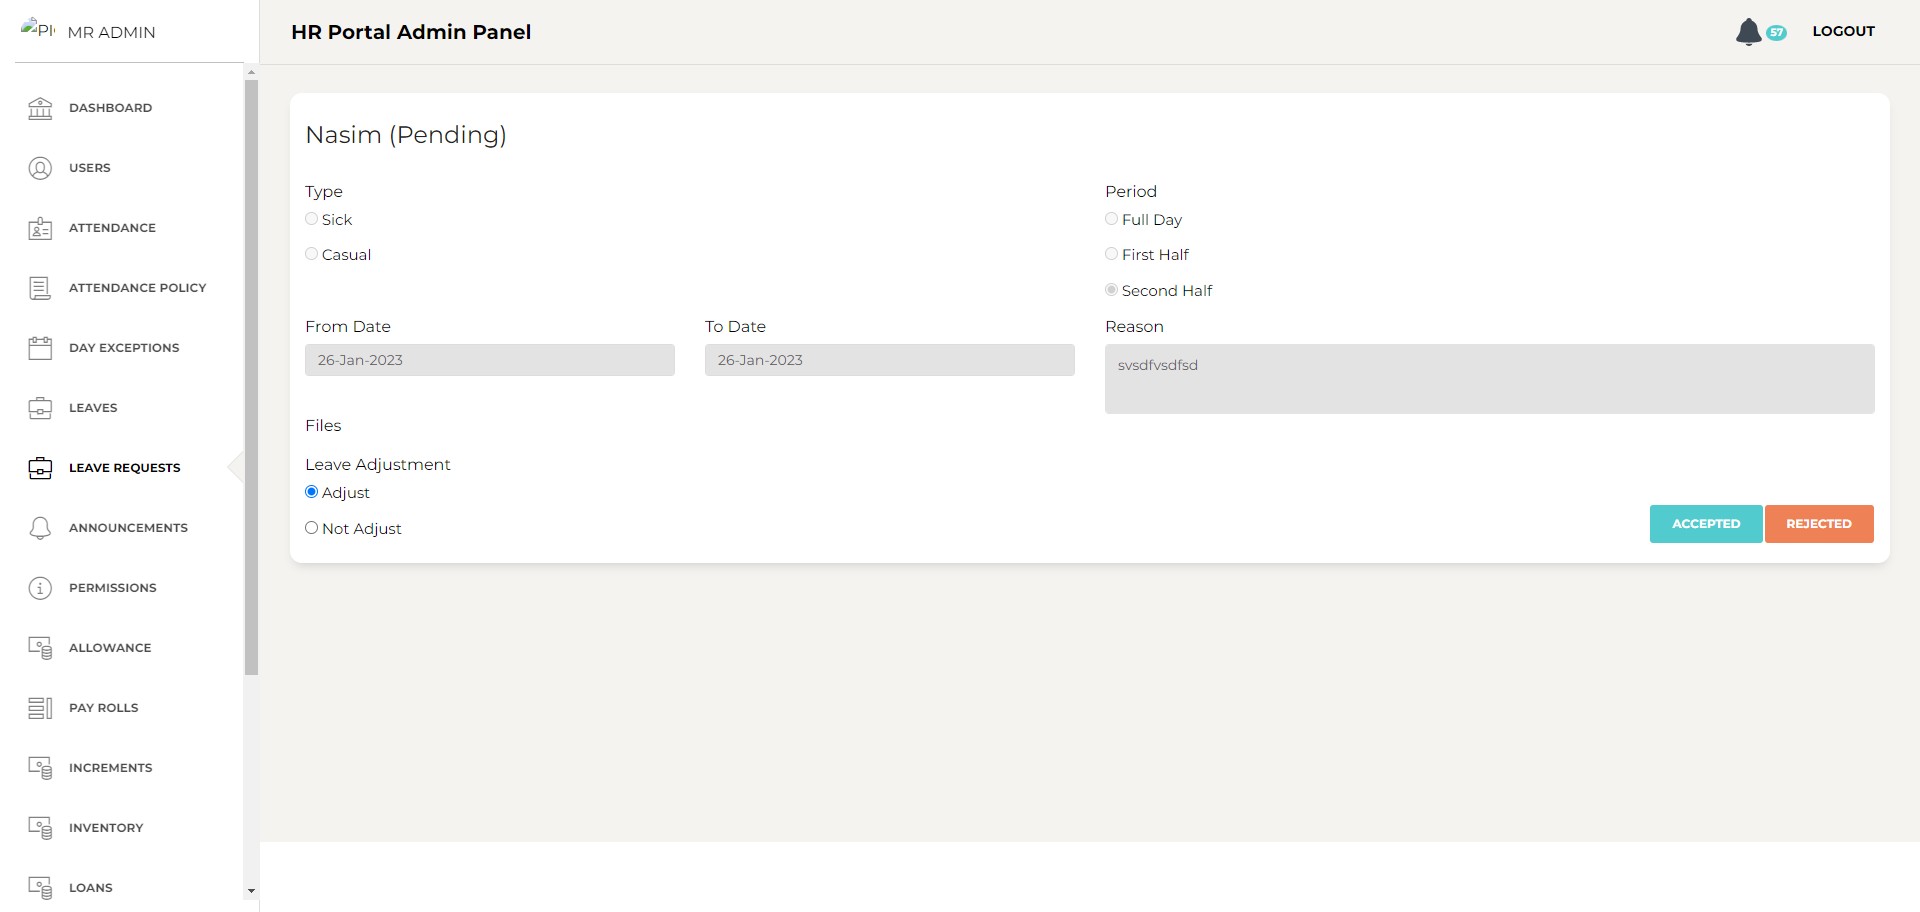 MR ADMIN
HR Portal Admin Panel
57
LOGOUT
DASHBOARD
USERS
ATTENDANCE
ATTENDANCE POLICY
DAY EXCEPTIONS
LEAVES
LEAVE REQUESTS
ANNOUNCEMENTS
PERMISSIONS
ALLOWANCE
PAY ROLLS
INCREMENTS
INVENTORY
LOANS
Nasim (Pending)
Type
Sick
Casual
Period
Full Day
First Half
Second Half
From Date
26-Jan-2023
To Date
26-Jan-2023
Reason
svsdfvsdfsd
Files
Leave Adjustment
Adjust
Not Adjust
ACCEPTED
REJECTED